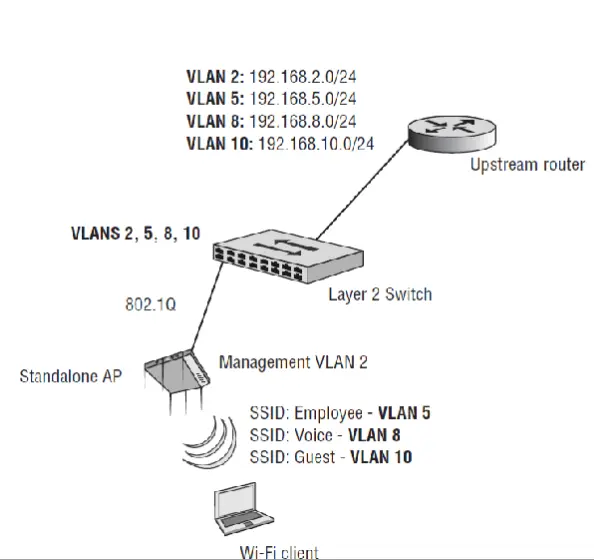 VLAN 2: 192.168.2.0/24
VLAN 5: 192.168.5.0/24
VLAN 8: 192.168.8.0/24
VLAN 10: 192.168.10.0/24
Upstream router
VLANS 2, 5, 8, 10
Layer 2 Switch
802.1Q
Management VLAN 2
Standalone AP
SSID: Employee - VLAN 5
SSID: Voice - VLAN 8
SSID: Guest - VLAN 10
Wi-Fi client